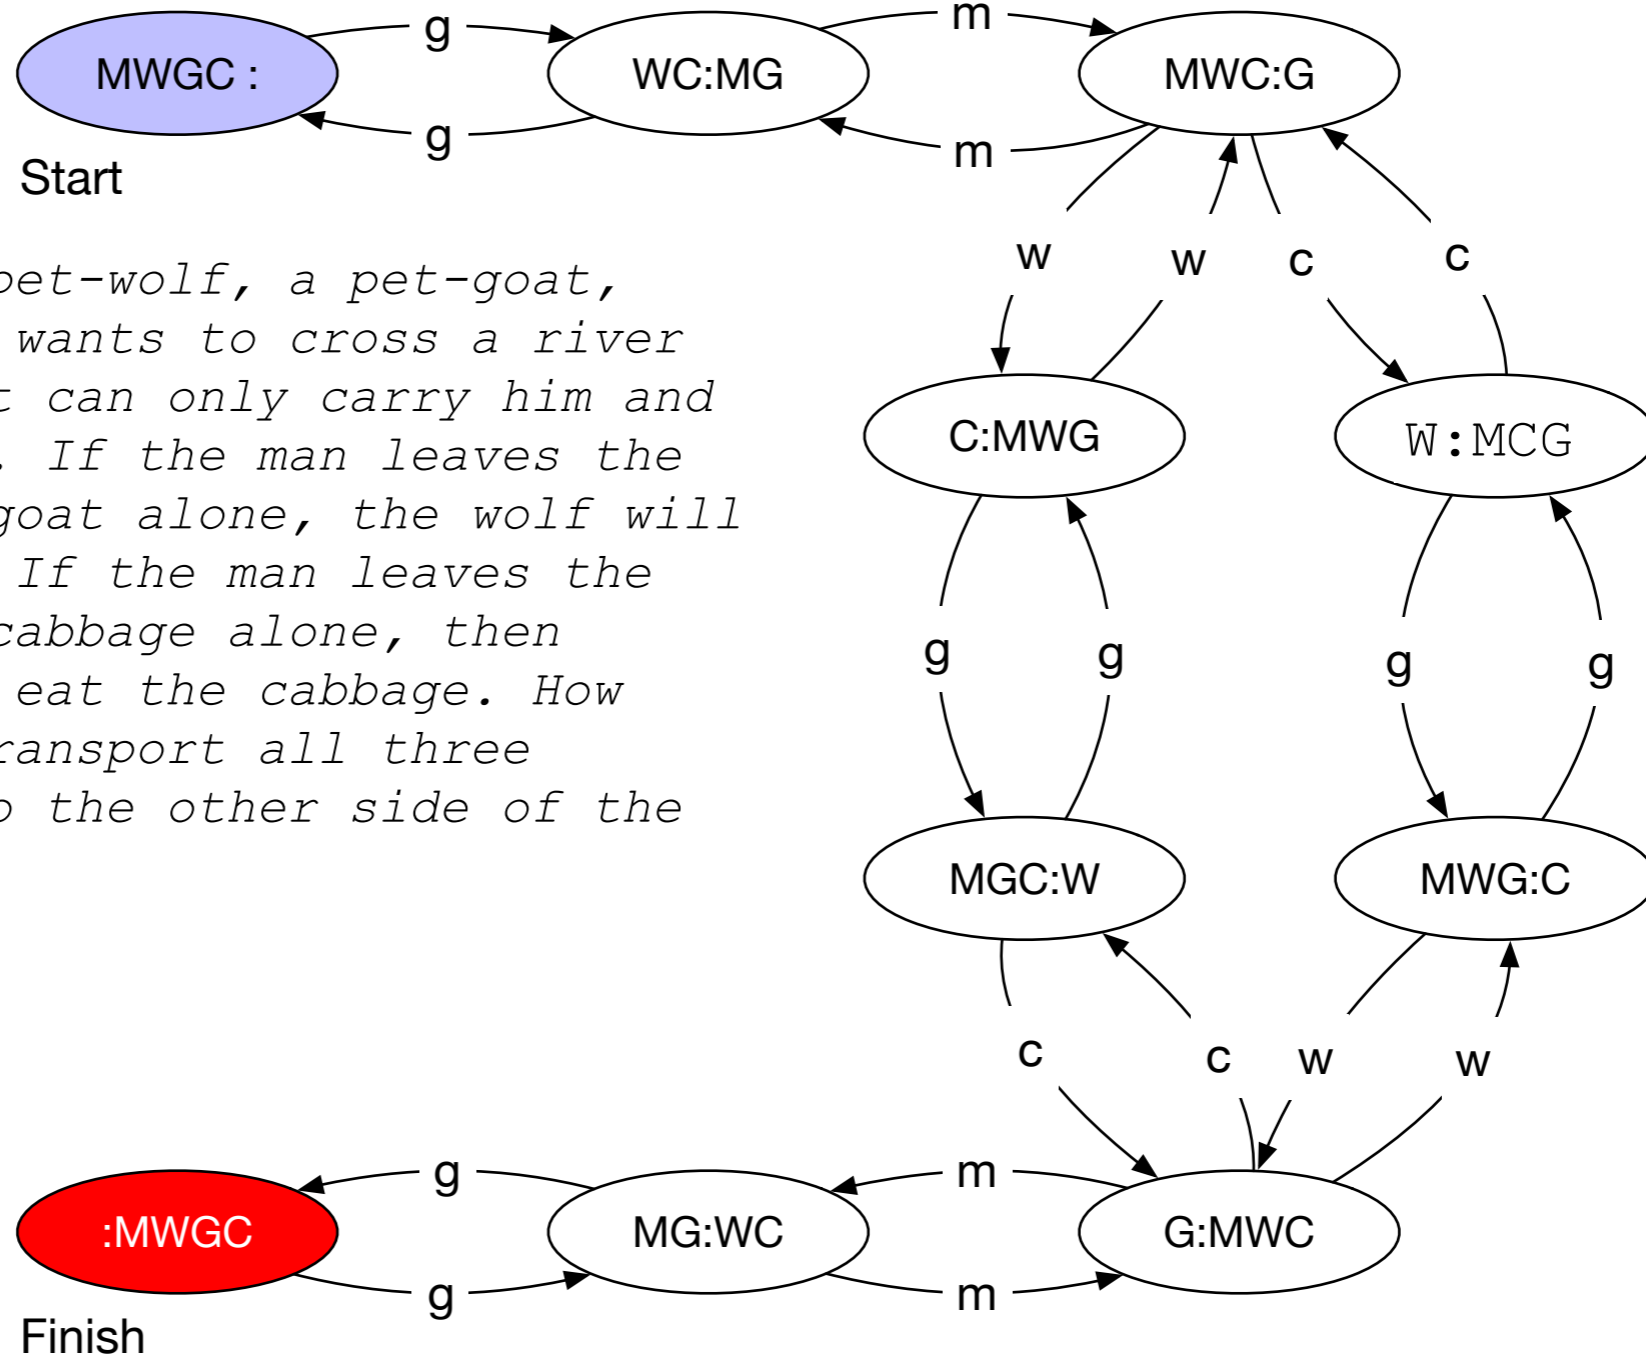 MWGC :
g
g
WC:MG
m
m
MWC:G
Start
w
w
c
c
pet-wolf, a pet-goat,
wants to cross a river
can only carry him and
. If the man leaves the
goat alone, the wolf will
If the man leaves the
cabbage alone, then
eat the cabbage. How
ransport all three
the other side of the
C:MWG
W:MCG
g
g
g
g
MGC:W
MWG:C
c
c
w
w
:MWGC
g
g
MG:WC
m
m
G:MWC
Finish